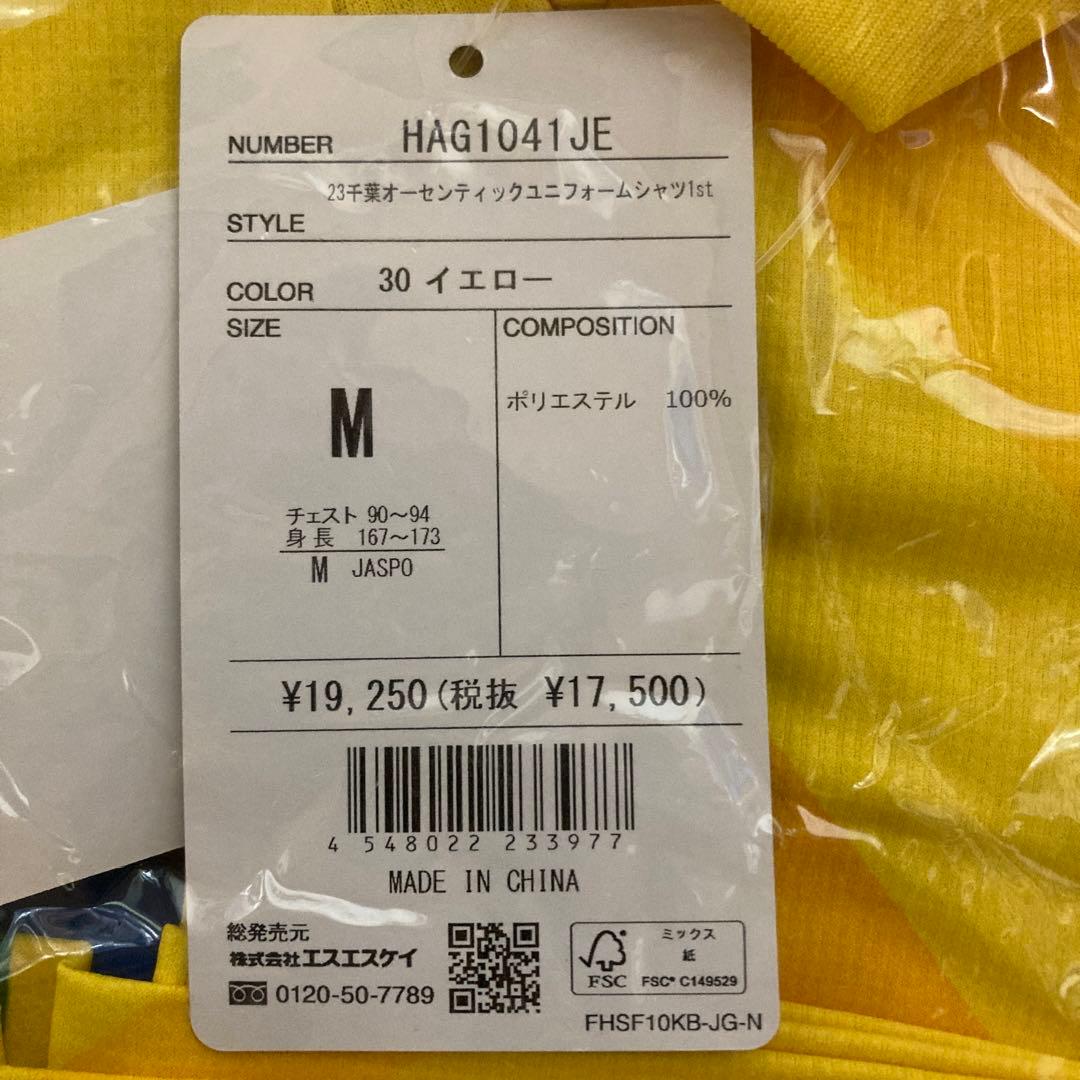 NUMBER HAG1041JE
23千葉オーセンティックユニフォームシャツ1st
STYLE
COLOR 30 イエロー
SIZE
COMPOSITION
M
ポリエステル 100%
チェスト 90～94
身長 167～173
M JASPO
¥19,250(税抜 ¥17,500)
4 548022 233977
MADE IN CHINA
総発売元
株式会社エスエスケイ
0120-50-7789
ミックス
紙
FSC
FSC® C149529
FHSF10KB-JG-N